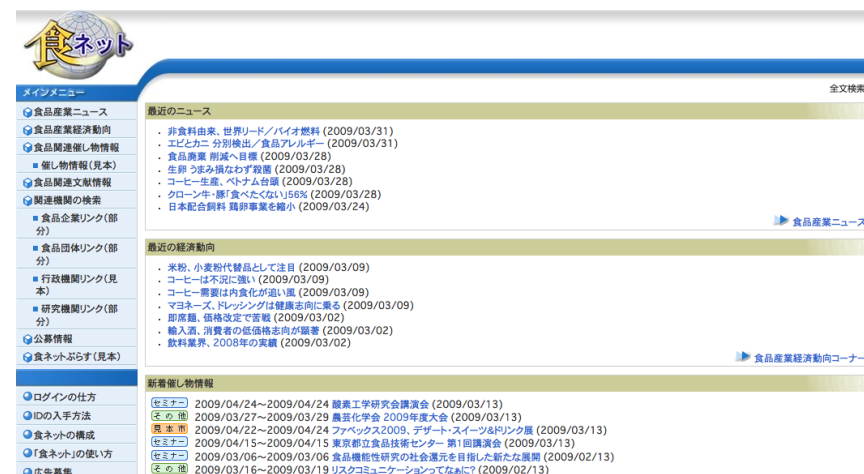 食ネット
メインメニュー
全文検索
食品産業ニュース
食品産業経済動向
食品関連催し物情報
催し物情報(見本)
食品関連文献情報
関連機関の検索
食品企業リンク(部
分)
食品団体リンク(部
分)
行政機関リンク(見
本)
研究機関リンク(部
分)
公募情報
食ネットぷらす(見本)
ログインの仕方
IDの入手方法
食ネットの構成
「食ネット」の使い方
広告募集
最近のニュース
・ 非食料由来、世界リード／バイオ燃料 (2009/03/31)
・ エビとカニ 分別検出／食品アレルギー (2009/03/31)
・ 食品廃棄 削減へ目標 (2009/03/28)
・ 生卵 うまみ損なわず殺菌 (2009/03/28)
・ コーヒー生産、ベトナム台頭 (2009/03/28)
・ クローン牛・豚「食べたくない」56% (2009/03/28)
・ 日本配合飼料 鶏卵事業を縮小 (2009/03/24)
食品産業ニュース
最近の経済動向
・ 米粉、小麦粉代替品として注目 (2009/03/09)
・ コーヒーは不況に強い (2009/03/09)
・ コーヒー需要は内食化が追い風 (2009/03/09)
・ マヨネーズ、ドレッシングは健康志向に乗る (2009/03/09)
・ 即席麺、価格改定で苦戦 (2009/03/02)
・ 輸入酒、消費者の低価格志向が顕著 (2009/03/02)
・ 飲料業界、2008年の実績 (2009/03/02)
食品産業経済動向コーナー
新着催し物情報
セミナー 2009/04/24～2009/04/24 酸素工学研究会講演会 (2009/03/13)
その他 2009/03/27～2009/03/29 農芸化学会 2009年度大会 (2009/03/13)
見本市 2009/04/22～2009/04/24 ファベックス2009、デザート・スイーツ&ドリンク展 (2009/03/13)
セミナー 2009/04/15～2009/04/15 東京都立食品技術センター 第1回講演会 (2009/03/13)
セミナー 2009/03/06～2009/03/06 食品機能性研究の社会還元を目指した新たな展開 (2009/02/13)
その他 2009/03/16～2009/03/19 リスクコミュニケーションってなぁに? (2009/02/13)